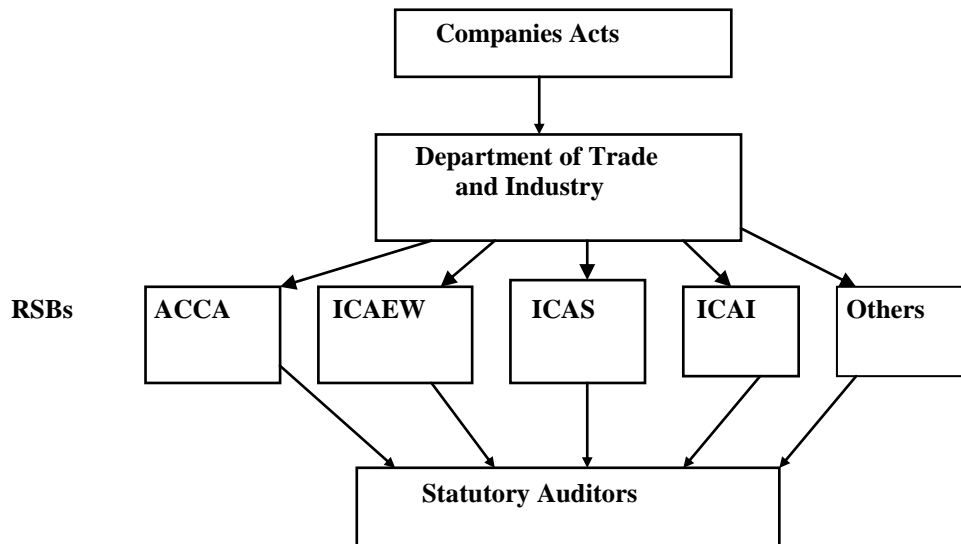 Companies Acts
Department of Trade
and Industry
RSBs
ACCA
ICAEW
ICAS
ICAI
Others
Statutory Auditors